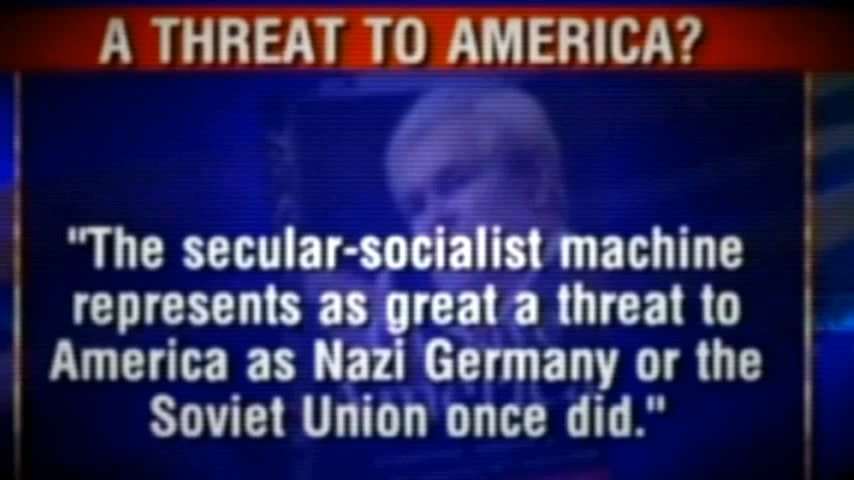 A THREAT TO AMERICA?
"The secular-socialist machine
represents as great a threat to
America as Nazi Germany or the
Soviet Union once did."